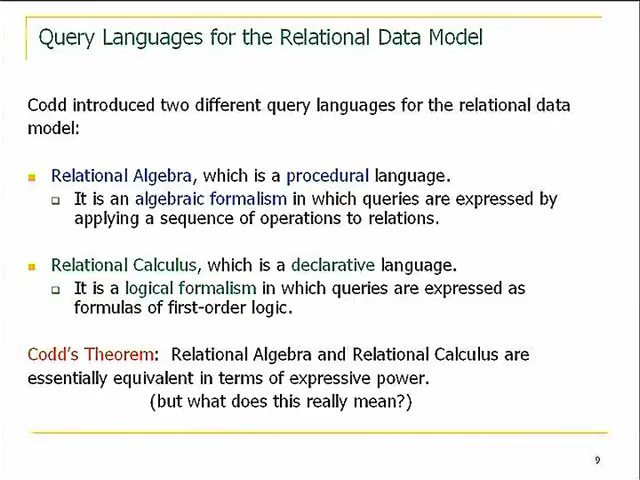 Query Languages for the Relational Data Model
Codd introduced two different query languages for the relational data
model:
Relational Algebra, which is a procedural language.
It is an algebraic formalism in which queries are expressed by
applying a sequence of operations to relations.
Relational Calculus, which is a declarative language.
It is a logical formalism in which queries are expressed as
formulas of first-order logic.
Codd's Theorem: Relational Algebra and Relational Calculus are
essentially equivalent in terms of expressive power.
(but what does this really mean?)
9